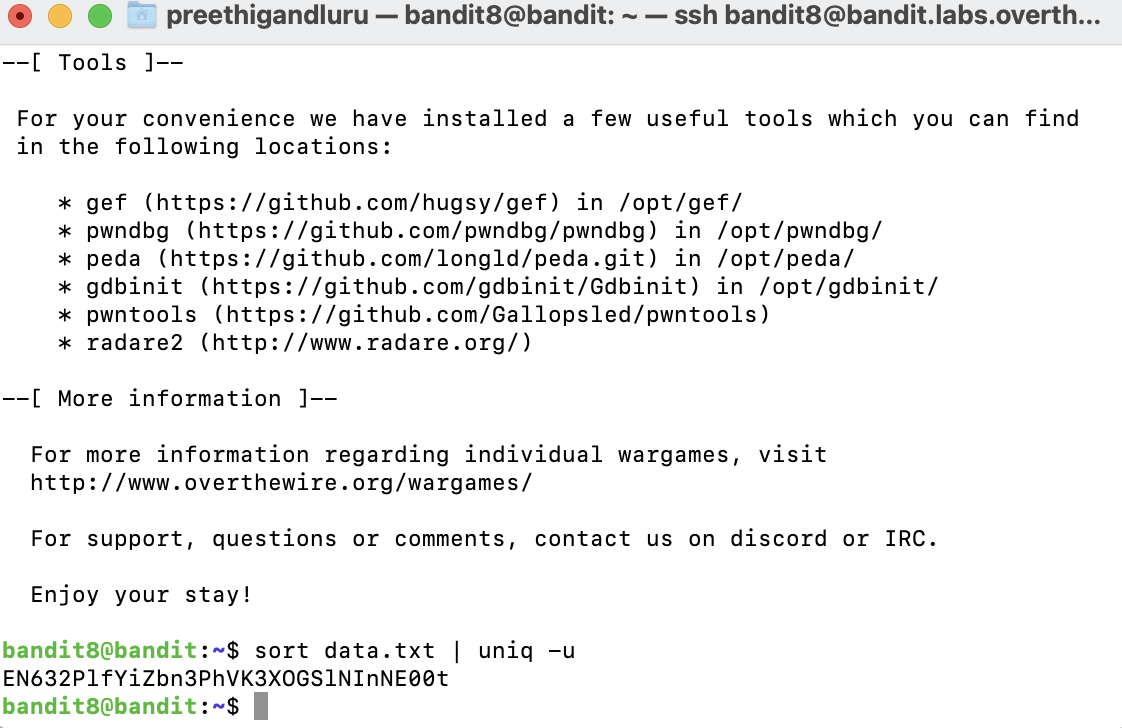 preethigandluru — bandit8@bandit: ~ — ssh bandit8@bandit.labs.overth...
--[ Tools ]--
For your convenience we have installed a few useful tools which you can find
in the following locations:
* gef (https://github.com/hugsy/gef) in /opt/gef/
* pwndbg (https://github.com/pwndbg/pwndbg) in /opt/pwndbg/
* peda (https://github.com/longld/peda.git) in /opt/peda/
* gdbinit (https://github.com/gdbinit/Gdbinit) in /opt/gdbinit/
* pwntools (https://github.com/Gallopsled/pwntools)
* radare2 (http://www.radare.org/)
--[ More information ]--
For more information regarding individual wargames, visit
http://www.overthewire.org/wargames/
For support, questions or comments, contact us on discord or IRC.
Enjoy your stay!
bandit8@bandit:~$ sort data.txt | uniq -u
EN632PlfYiZbn3PhVK3XOGSlNInNE00t
bandit8@bandit:~$